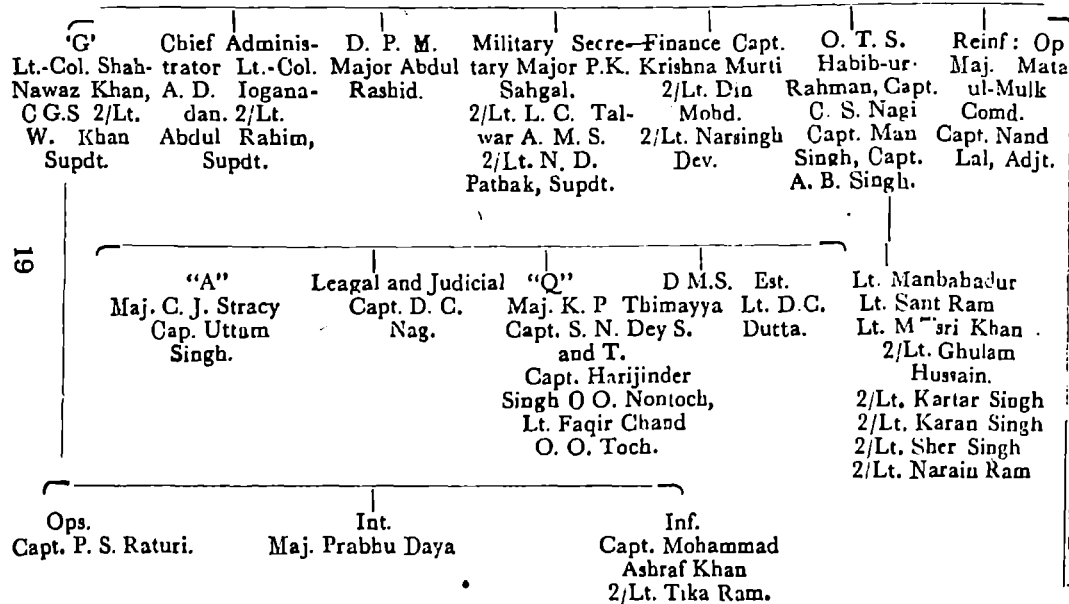 'G'
Lt.-Col. Shah-
Nawaz Khan,
C G.S 2/Lt.
W. Khan
Supdt.
Chief Adminis-
trator Lt.-Col.
A. D. Iogana-
dan. 2/Lt.
Abdul Rahim,
Supdt.
D. P. M.
Major Abdul
Rashid.
Military Secre-
tary Major P.K.
Sahgal.
2/Lt. L. C. Tal-
war A. M. S.
2/Lt. N. D.
Pathak, Supdt.
Finance Capt.
Krishna Murti
2/Lt. Din
Mohd.
2/Lt. Narsingh
Dev.
O. T. S.
Habib-ur-
Rahman, Capt.
C. S. Nagi
Capt. Man
Singh, Capt.
A. B. Singh.
Reinf: Op
Maj. Mata
ul-Mulk
Comd.
Capt. Nand
Lal, Adjt.
19
"A"
Maj. C. J. Stracy
Cap. Uttum
Singh.
Leagal and Judicial
Capt. D. C.
Nag.
"Q"
Maj. K. P Thimayya
Capt. S. N. Dey S.
and T.
Capt. Harijinder
Singh O O. Nontoch,
Lt. Faqir Chand
O. O. Toch.
D M.S. Est.
Lt. D.C.
Dutta.
Lt. Manbahadur
Lt. Sant Ram
Lt. Khan
2/Lt. Ghulam
Hussain.
2/Lt. Kartar Singh
2/Lt. Karan Singh
2/Lt. Sher Singh
2/Lt. Narain Ram
Ops.
Capt. P. S. Raturi.
Int.
Maj. Prabhu Daya
Inf.
Capt. Mohammad
Ashraf Khan
2/Lt. Tika Ram.